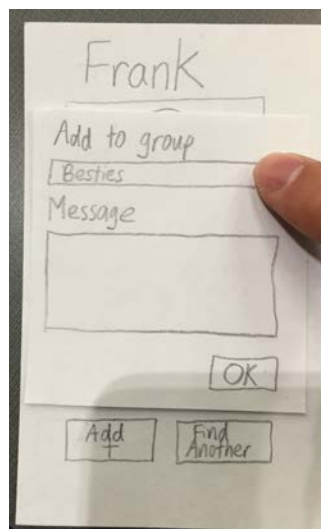 Frank
Add to group
Besties
Message
OK
Add
+
Find
Another